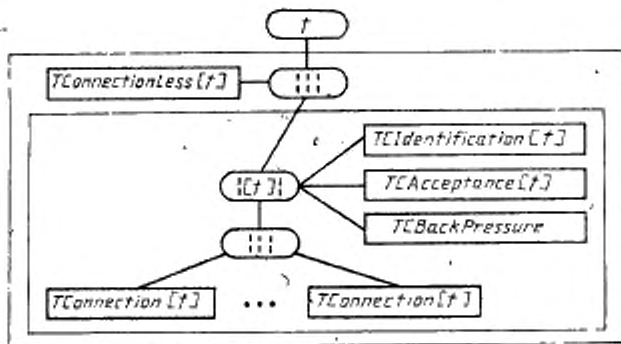 t
TConnectionLess[t]
|||
TCIdentification[t]
|[t]|
TCAcceptance[t]
TCBackPressure
|||
TConnection[t]
•••
TConnection[t]